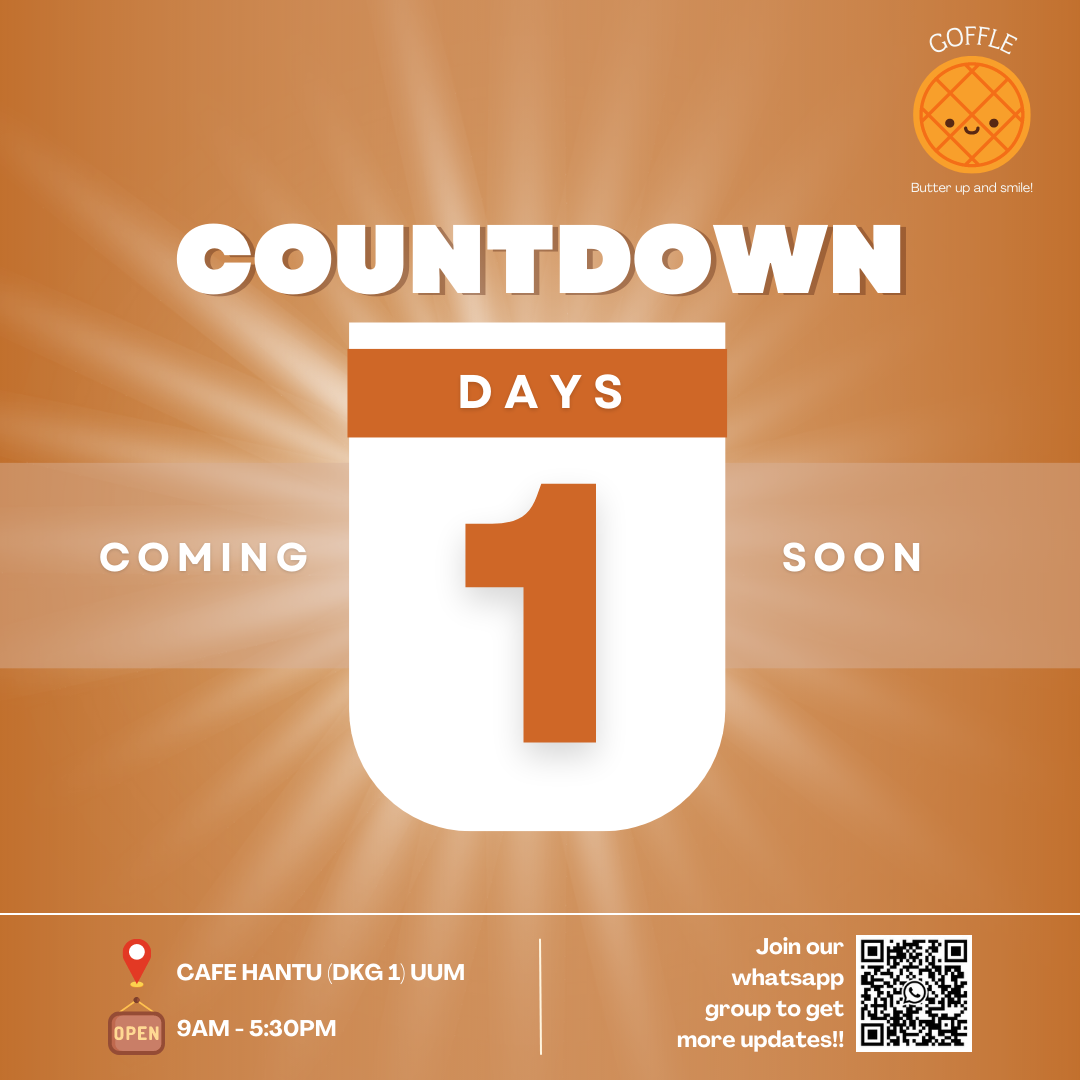 GOFFLE
Butter up and smile!
COUNTDOWN
DAYS
1
COMING
SOON
CAFE HANTU (DKG 1) UUM
OPEN
9AM - 5:30PM
Join our
whatsapp
group to get
more updates!!